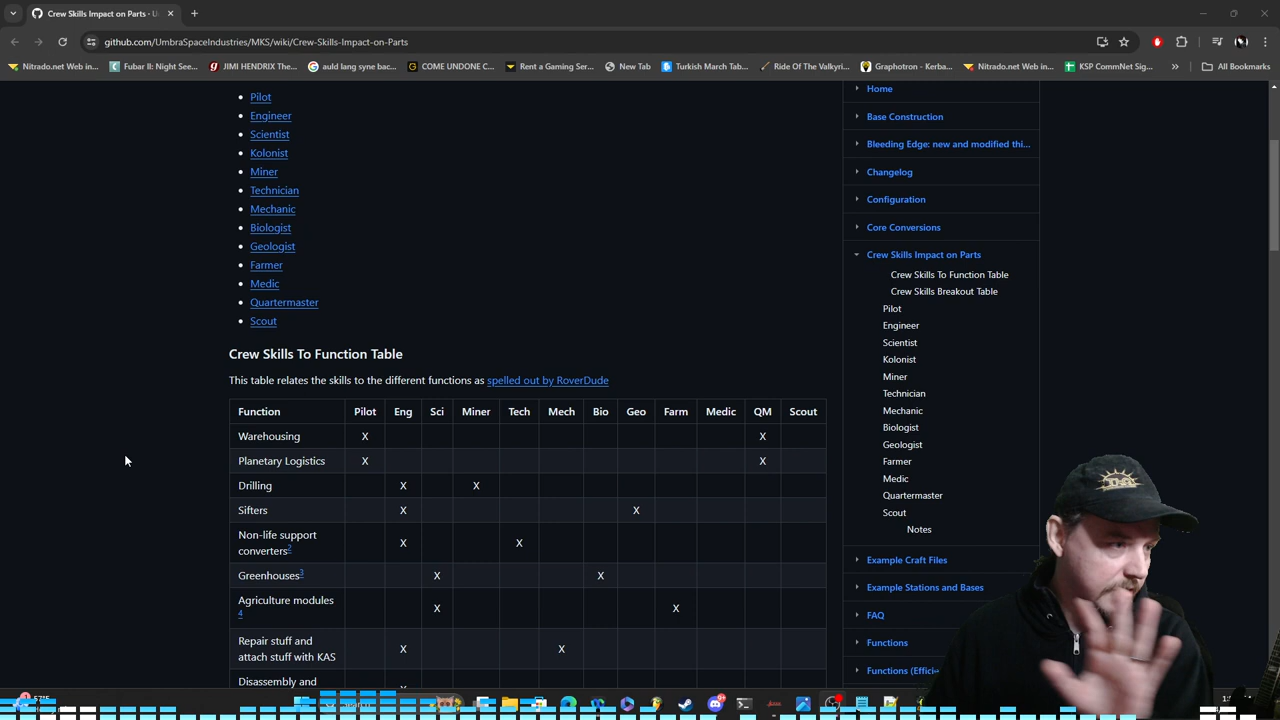 Crew Skills Impact on Parts ·
github.com/UmbraSpaceIndustries/MKS/wiki/Crew-Skills-Impact-on-Parts
Nitrado.net Web in...
Fubar II: Night See...
JIMI HENDRIX The...
auld lang syne bac...
COME UNDONE C...
Rent a Gaming Ser...
New Tab
Turkish March Tab...
Ride Of The Valkyri...
Graphotron - Kerba...
Nitrado.net Web in...
KSP CommNet Sig...
All Bookmarks
Pilot
Engineer
Scientist
Kolonist
Miner
Technician
Mechanic
Biologist
Geologist
Farmer
Medic
Quartermaster
Scout
Crew Skills To Function Table
This table relates the skills to the different functions as spelled out by RoverDude
Function Pilot Eng Sci Miner Tech Mech Bio Geo Farm Medic QM Scout
Warehousing X X
Planetary Logistics X X
Drilling X X
Sifters X X
Non-life support
converters2 X X
Greenhouses3 X X
Agriculture modules
4 X X
Repair stuff and
attach stuff with KAS X X
Disassembly and
Home
Base Construction
Bleeding Edge: new and modified thi...
Changelog
Configuration
Core Conversions
Crew Skills Impact on Parts
Crew Skills To Function Table
Crew Skills Breakout Table
Pilot
Engineer
Scientist
Kolonist
Miner
Technician
Mechanic
Biologist
Geologist
Farmer
Medic
Quartermaster
Scout
Notes
Example Craft Files
Example Stations and Bases
FAQ
Functions
Functions (Effici